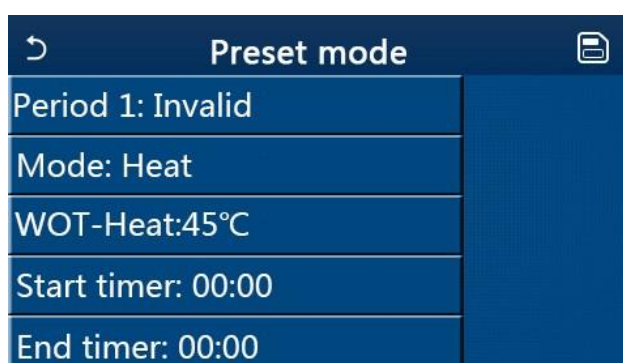 Preset mode
Period 1: Invalid
Mode: Heat
WOT-Heat:45℃
Start timer: 00:00
End timer: 00:00